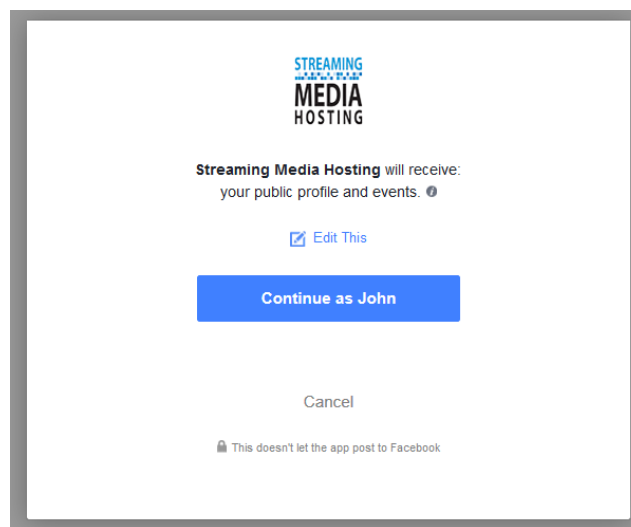 STREAMING
MEDIA
HOSTING
Streaming Media Hosting will receive:
your public profile and events. i
Edit This
Continue as John
Cancel
This doesn't let the app post to Facebook